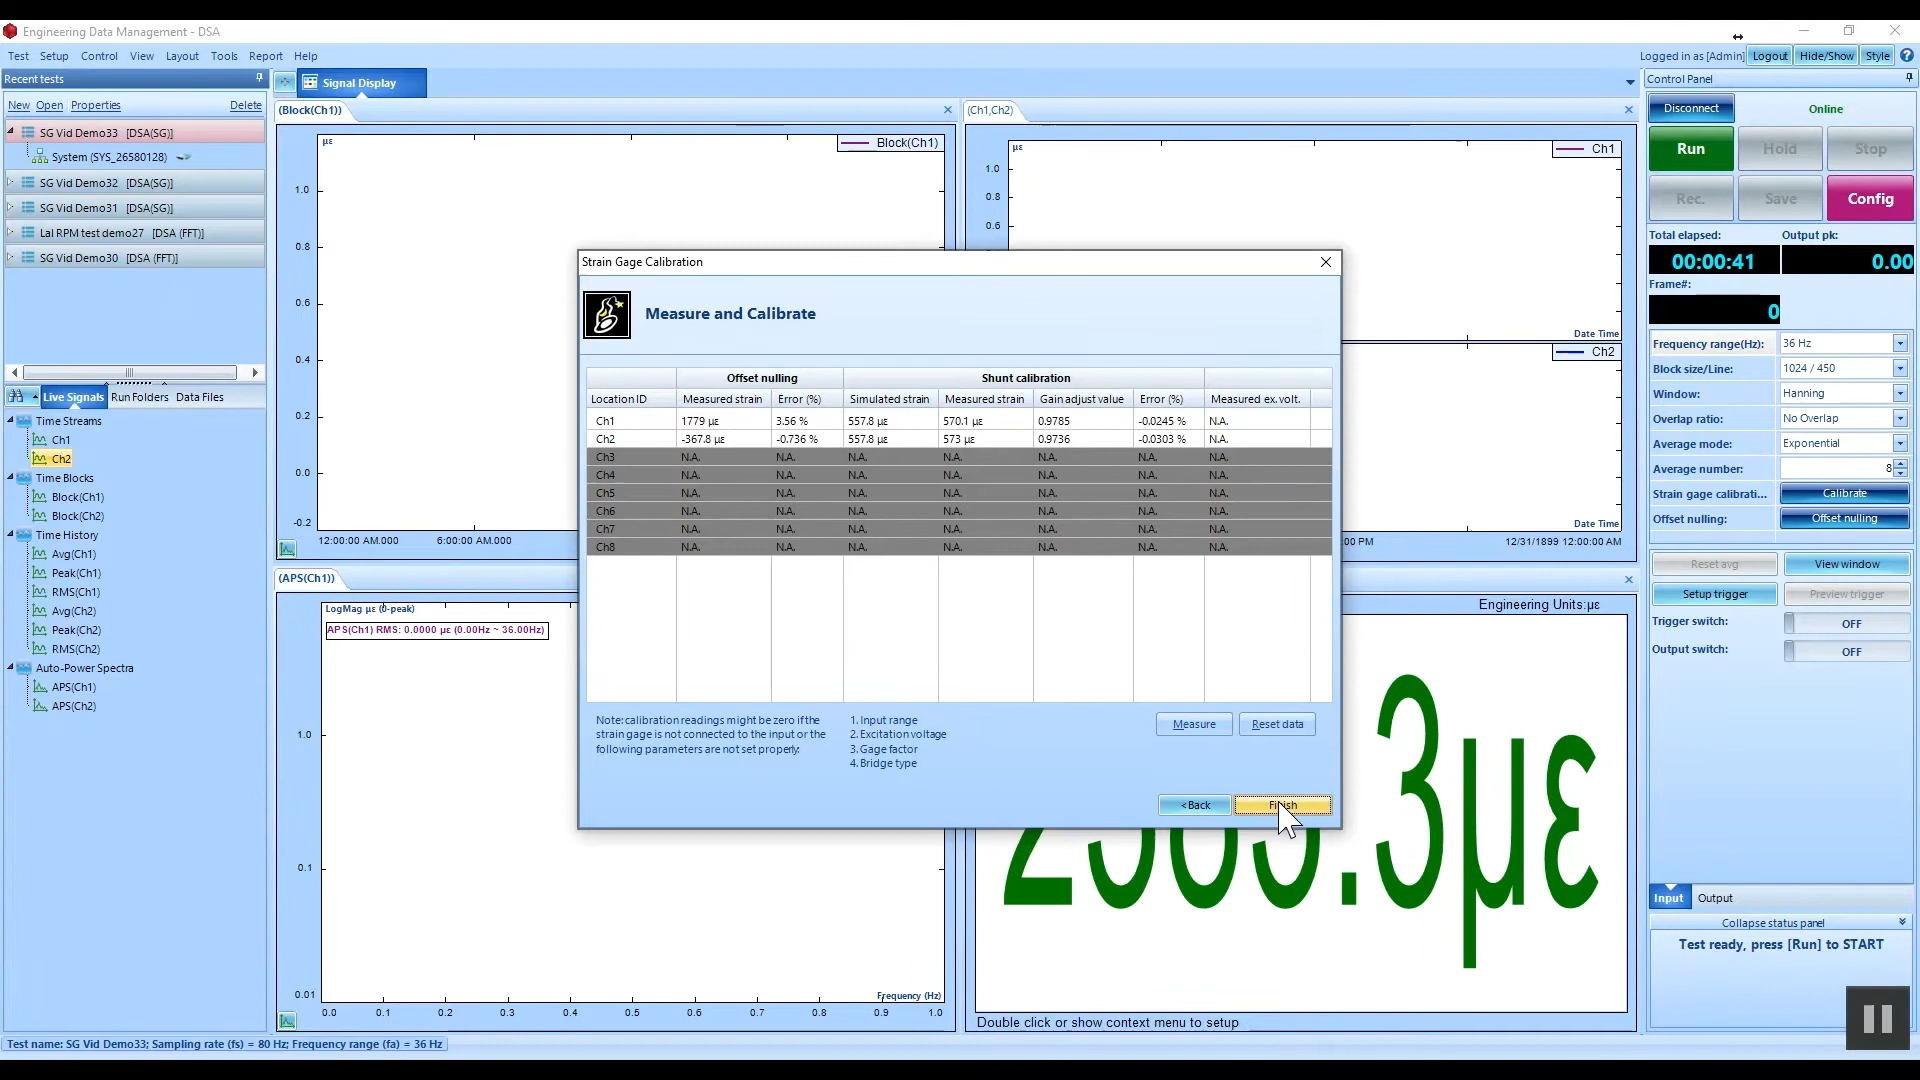 Engineering Data Management - DSA
Test Setup Control View Layout Tools Report Help
Logged in as [Admin] Logout Hide/Show Style ?
Recent tests
New Open Properties Delete
SG Vid Demo33 [DSA(SG)]
System (SYS_26580128)
SG Vid Demo32 [DSA(SG)]
SG Vid Demo31 [DSA(SG)]
Lal RPM test demo27 [DSA (FFT)]
SG Vid Demo30 [DSA (FFT)]
Live Signals Run Folders Data Files
Time Streams
Ch1
Ch2
Time Blocks
Block(Ch1)
Block(Ch2)
Time History
Avg(Ch1)
Peak(Ch1)
RMS(Ch1)
Avg(Ch2)
Peak(Ch2)
RMS(Ch2)
Auto-Power Spectra
APS(Ch1)
APS(Ch2)
Signal Display
(Block(Ch1))
με
Block(Ch1)
1.0
0.8
0.6
0.4
0.2
0.0
-0.2
12:00:00 AM.000 6:00:00 AM.000
(Ch1,Ch2)
με
Ch1
1.0
0.8
0.6
Date Time
Ch2
Date Time
:00 PM 12/31/1899 12:00:00 AM
(APS(Ch1))
LogMag με (0-peak)
APS(Ch1) RMS: 0.0000 με (0.00Hz ~ 36.00Hz)
1.0
0.1
0.01
Frequency (Hz)
0.0 0.1 0.2 0.3 0.4 0.5 0.6 0.7 0.8 0.9 1.0
Engineering Units:με
.3με
Double click or show context menu to setup
Strain Gage Calibration
Measure and Calibrate
Offset nulling Shunt calibration
Location ID Measured strain Error (%) Simulated strain Measured strain Gain adjust value Error (%) Measured ex. volt.
Ch1 1779 με 3.56 % 557.8 με 570.1 με 0.9785 -0.0245 % N.A.
Ch2 -367.8 με -0.736 % 557.8 με 573 με 0.9736 -0.0303 % N.A.
Ch3 N.A. N.A. N.A. N.A. N.A. N.A. N.A.
Ch4 N.A. N.A. N.A. N.A. N.A. N.A. N.A.
Ch5 N.A. N.A. N.A. N.A. N.A. N.A. N.A.
Ch6 N.A. N.A. N.A. N.A. N.A. N.A. N.A.
Ch7 N.A. N.A. N.A. N.A. N.A. N.A. N.A.
Ch8 N.A. N.A. N.A. N.A. N.A. N.A. N.A.
Note: calibration readings might be zero if the
strain gage is not connected to the input or the
following parameters are not set properly:
1. Input range
2. Excitation voltage
3. Gage factor
4. Bridge type
Measure Reset data
<Back Finish
Control Panel
Disconnect Online
Run Hold Stop
Rec. Save Config
Total elapsed: Output pk:
00:00:41 0.00
Frame#:
0
Frequency range(Hz): 36 Hz
Block size/Line: 1024 / 450
Window: Hanning
Overlap ratio: No Overlap
Average mode: Exponential
Average number: 8
Strain gage calibrati... Calibrate
Offset nulling: Offset nulling
Reset avg View window
Setup trigger Preview trigger
Trigger switch: OFF
Output switch: OFF
Input Output
Collapse status panel
Test ready, press [Run] to START
Test name: SG Vid Demo33; Sampling rate (fs) = 80 Hz; Frequency range (fa) = 36 Hz